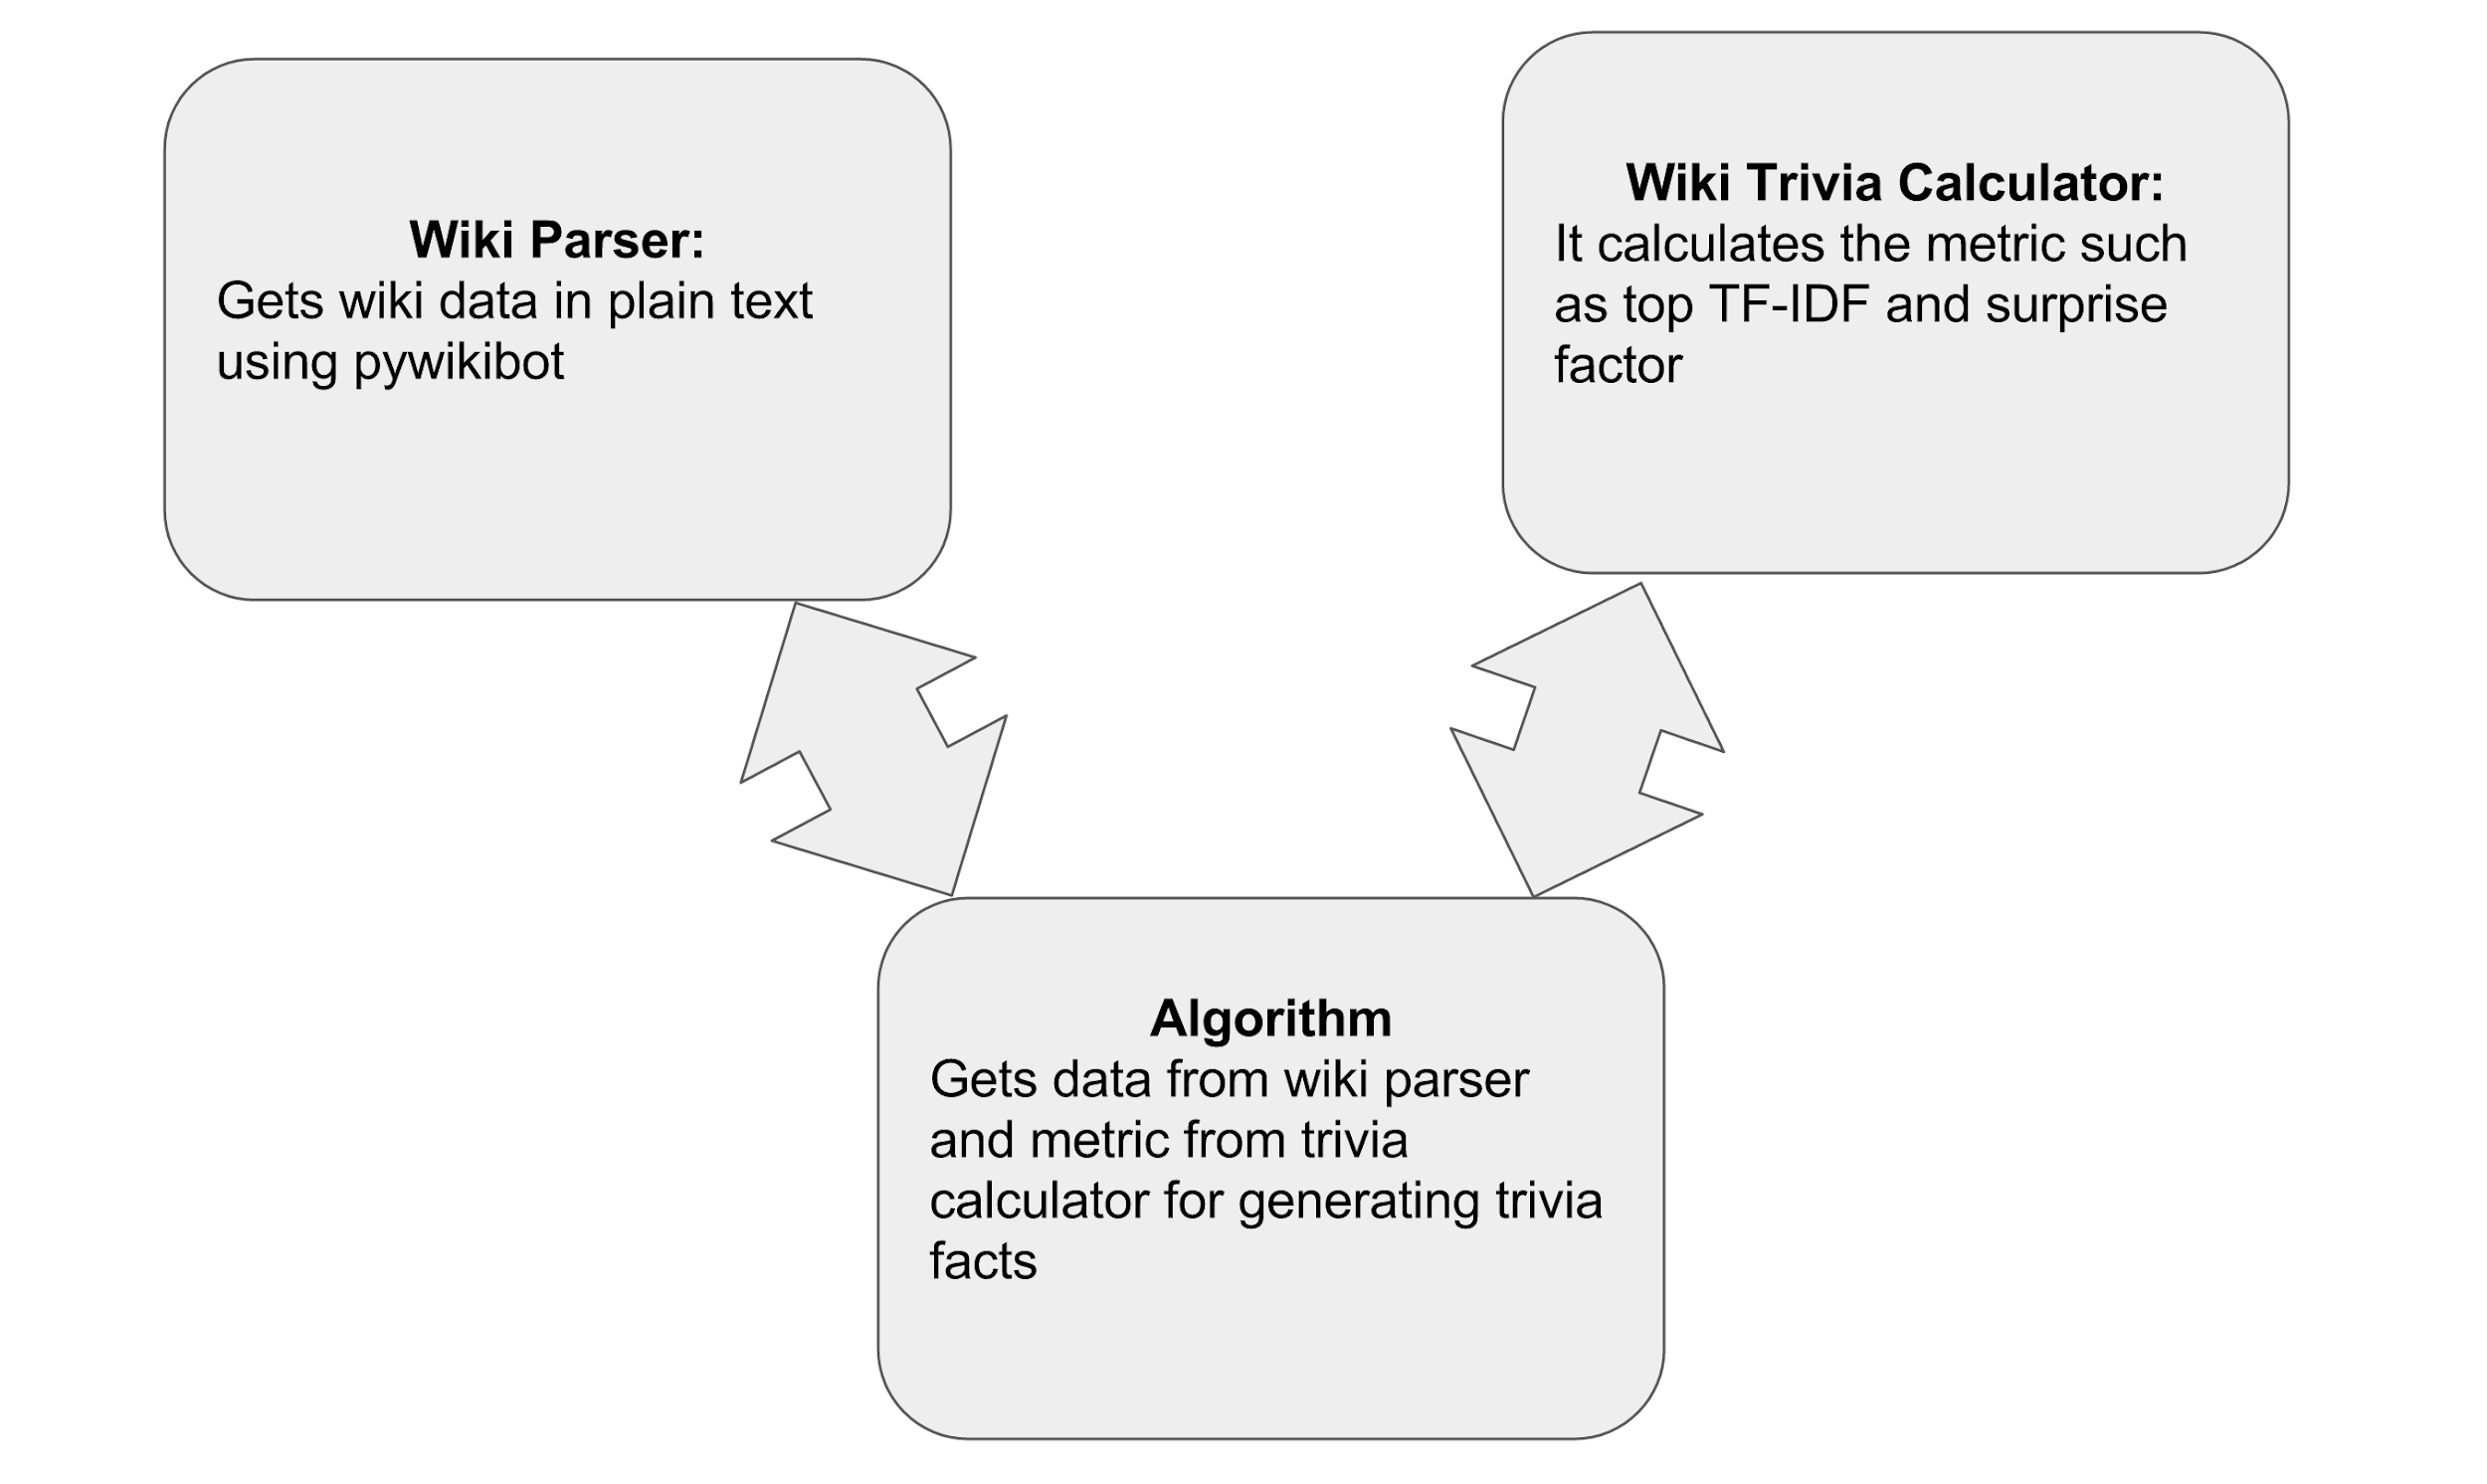 Wiki Parser:
Gets wiki data in plain text
using pywikibot
Wiki Trivia Calculator:
It calculates the metric such
as top TF-IDF and surprise
factor
Algorithm
Gets data from wiki parser
and metric from trivia
calculator for generating trivia
facts